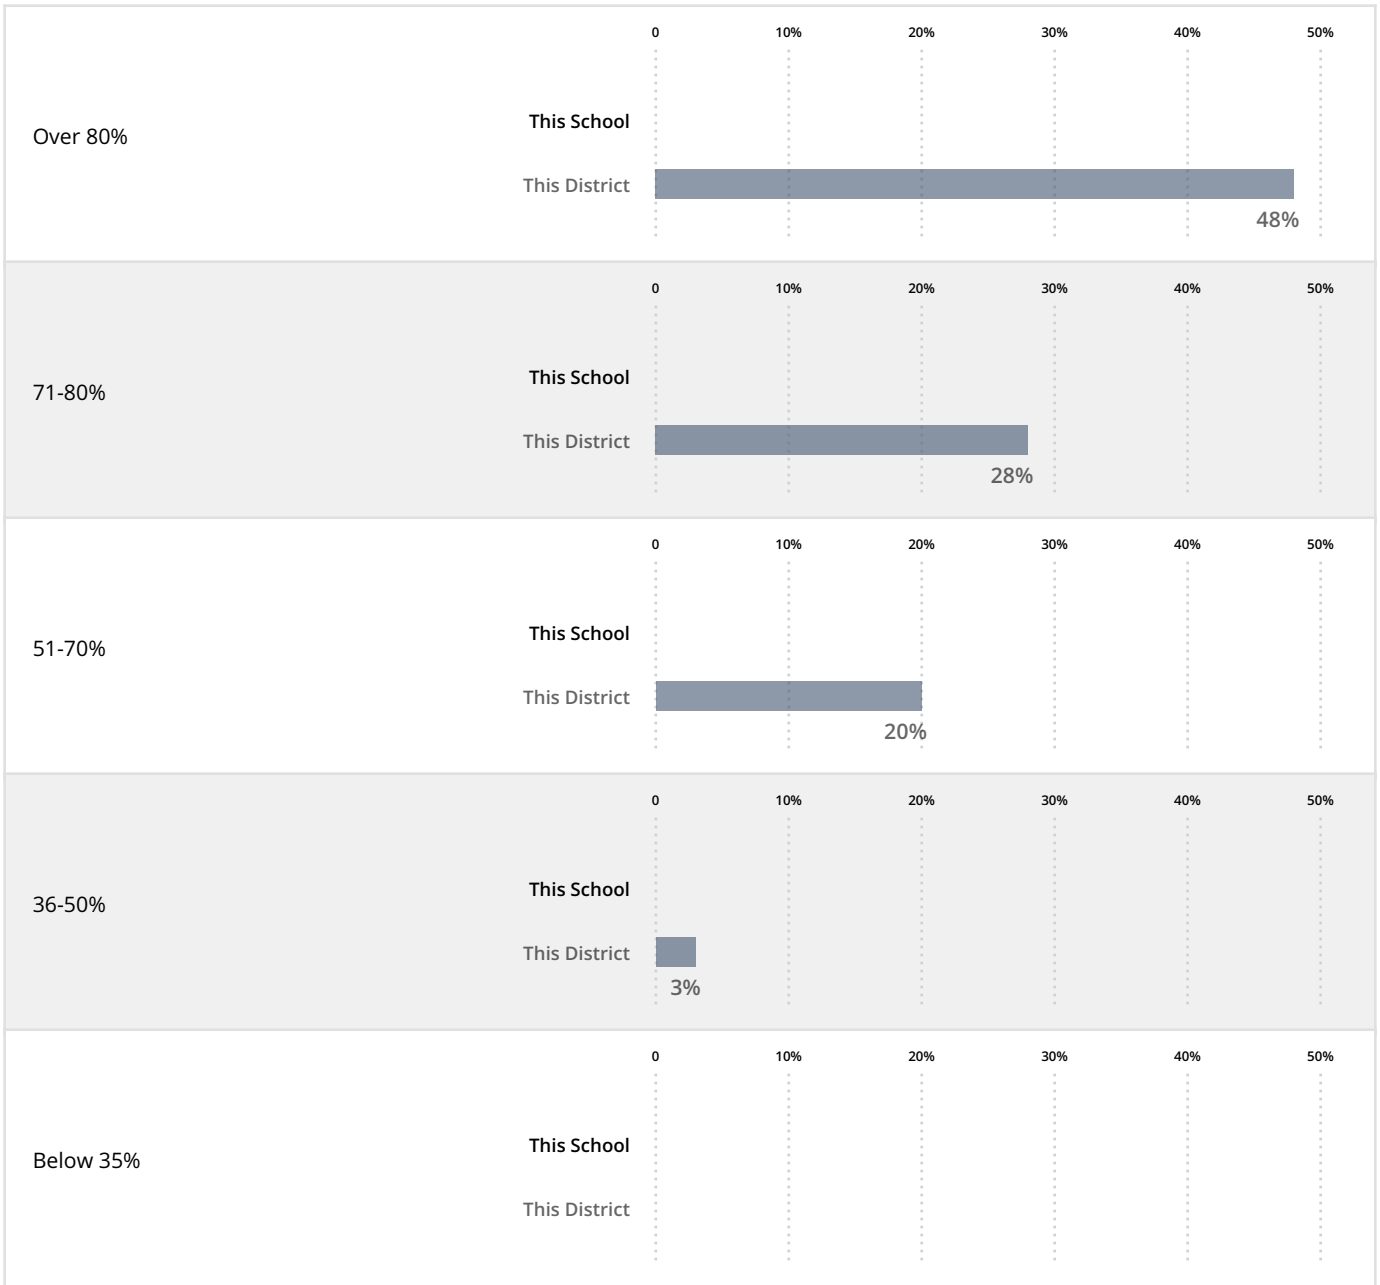 0 10% 20% 30% 40% 50%
This School
Over 80%
This District
48%
0 10% 20% 30% 40% 50%
This School
71-80%
This District
28%
0 10% 20% 30% 40% 50%
This School
51-70%
This District
20%
0 10% 20% 30% 40% 50%
This School
36-50%
This District
3%
0 10% 20% 30% 40% 50%
This School
Below 35%
This District